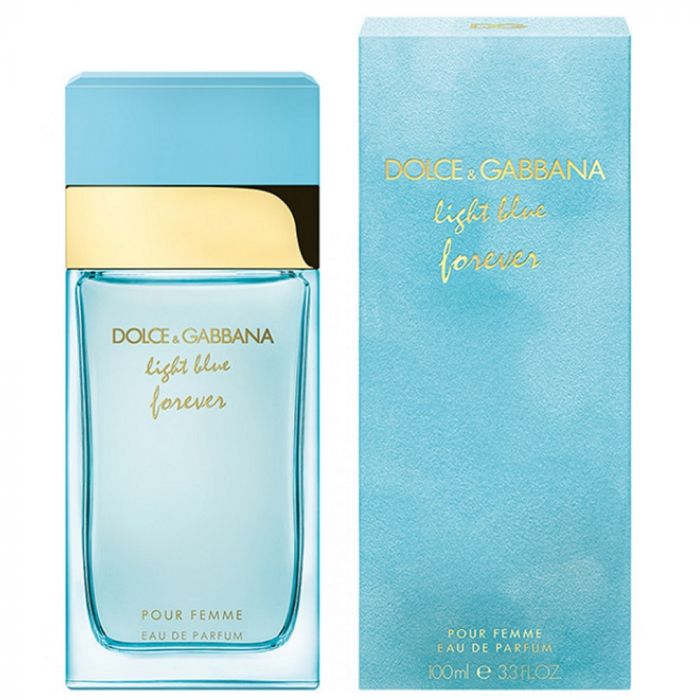 DOLCE & GABBANA
light blue
forever
POUR FEMME
EAU DE PARFUM
DOLCE & GABBANA
light blue
forever
POUR FEMME
EAU DE PARFUM
100ml e 3.3 FL.OZ.